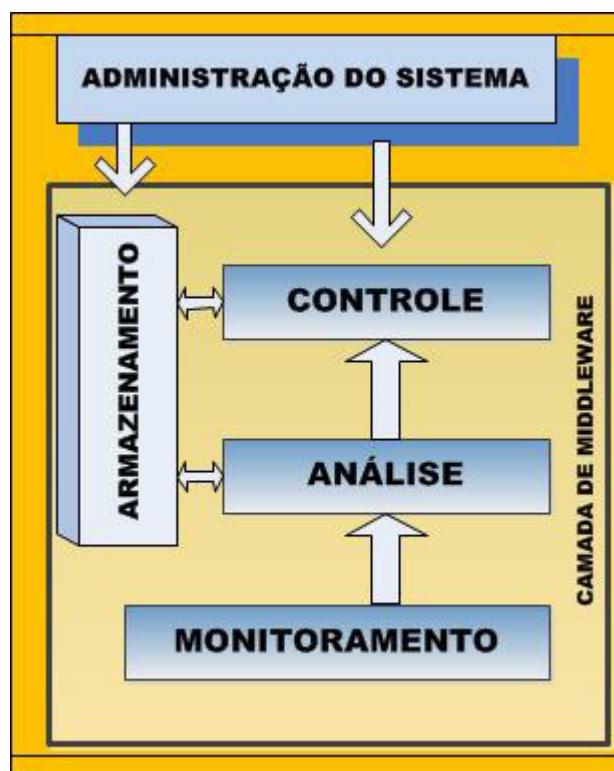 ADMINISTRAÇÃO DO SISTEMA
ARMAZENAMENTO
CONTROLE
ANÁLISE
MONITORAMENTO
CAMADA DE MIDDLEWARE